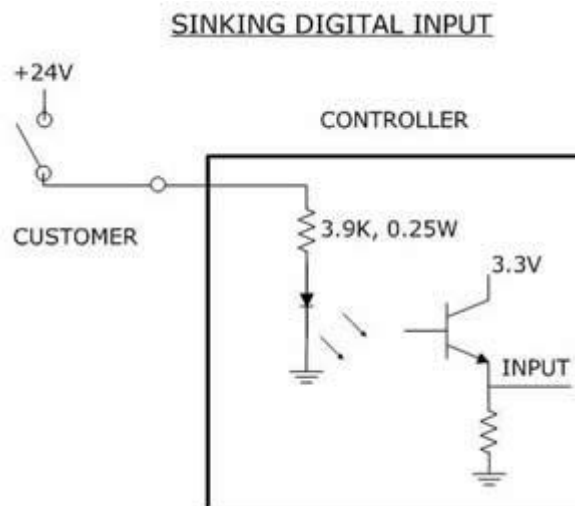 SINKING DIGITAL INPUT
+24V
CONTROLLER
CUSTOMER
3.9K, 0.25W
3.3V
INPUT